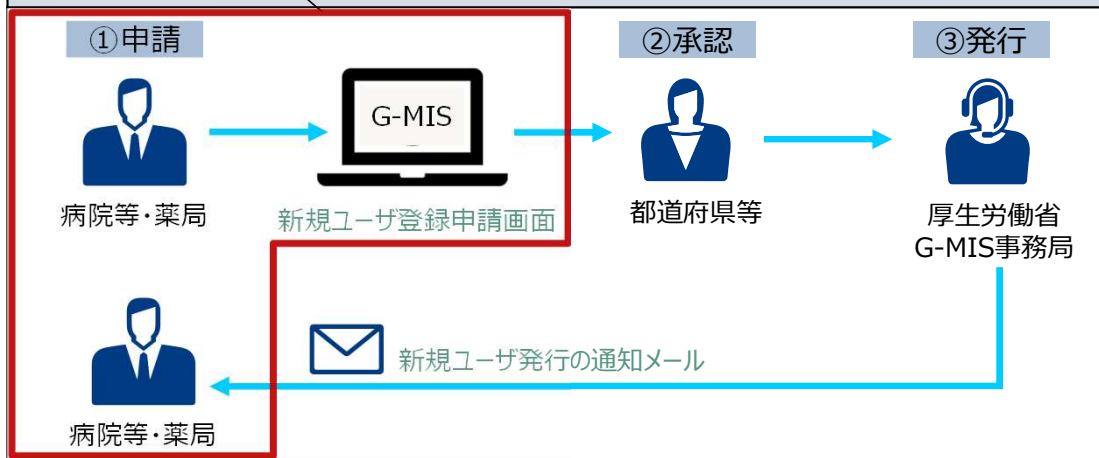 ①申請
②承認
③発行
G-MIS
病院等・薬局
新規ユーザ登録申請画面
都道府県等
厚生労働省
G-MIS事務局
新規ユーザ発行の通知メール
病院等・薬局